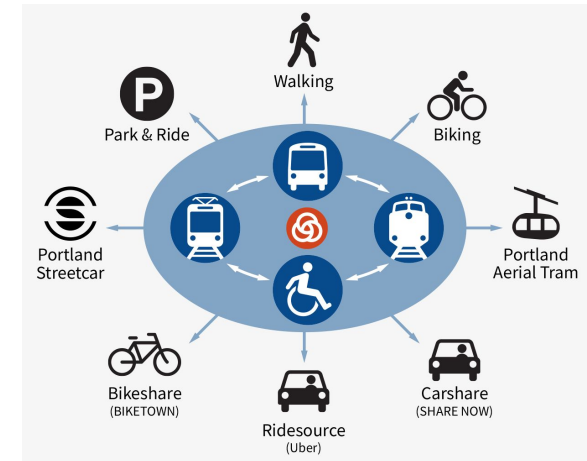 Walking
P
Park & Ride
Biking
Portland
Streetcar
Portland
Aerial Tram
Bikeshare
(BIKETOWN)
Ridesource
(Uber)
Carshare
(SHARE NOW)